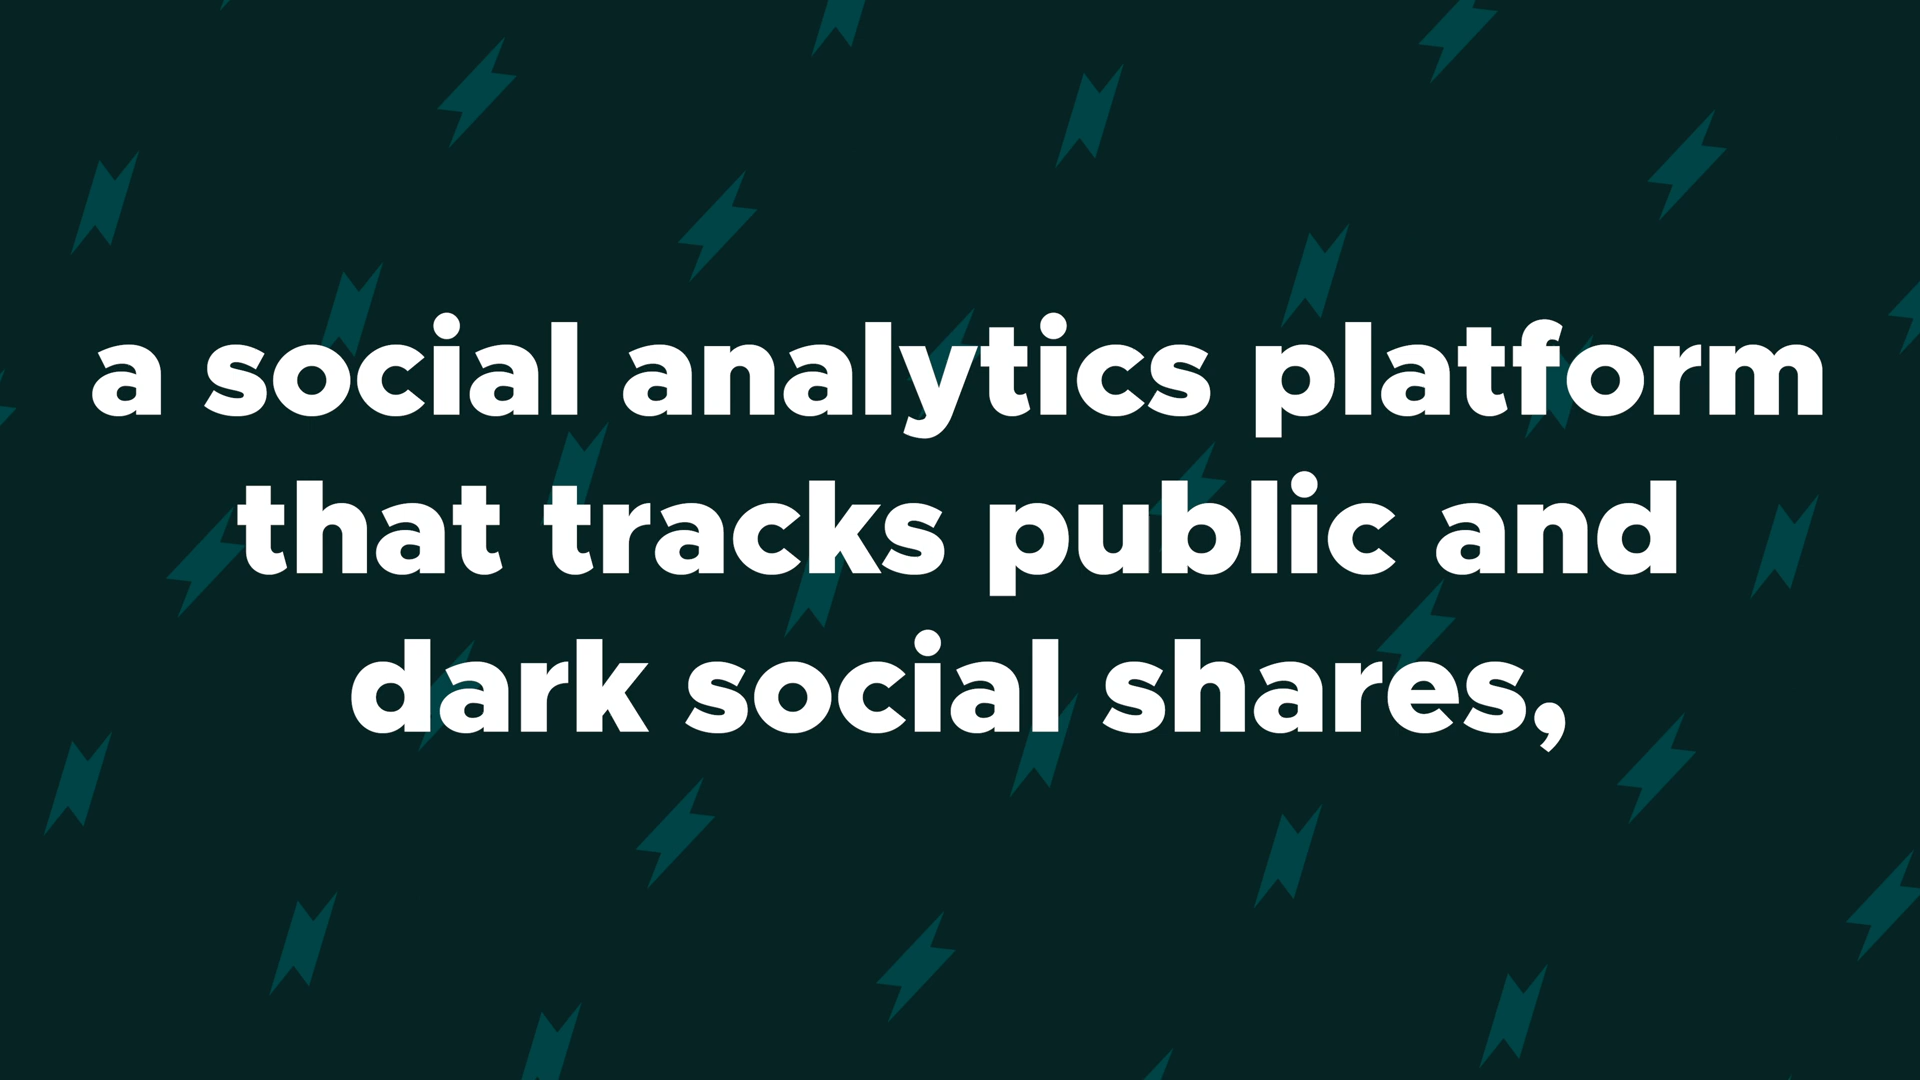 a social analytics platform
that tracks public and
dark social shares,